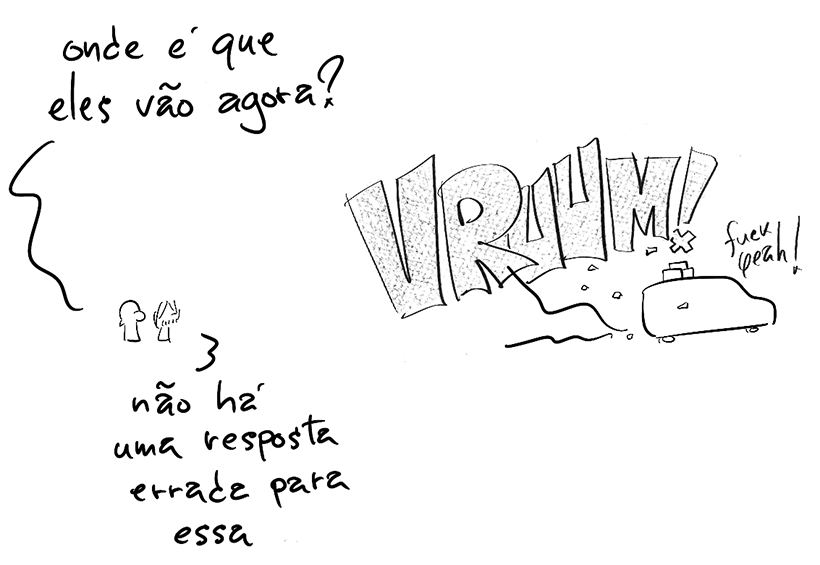 onde é que
eles vão agora?
VRUUM!
fuck
yeah!
não há
uma resposta
errada para
essa